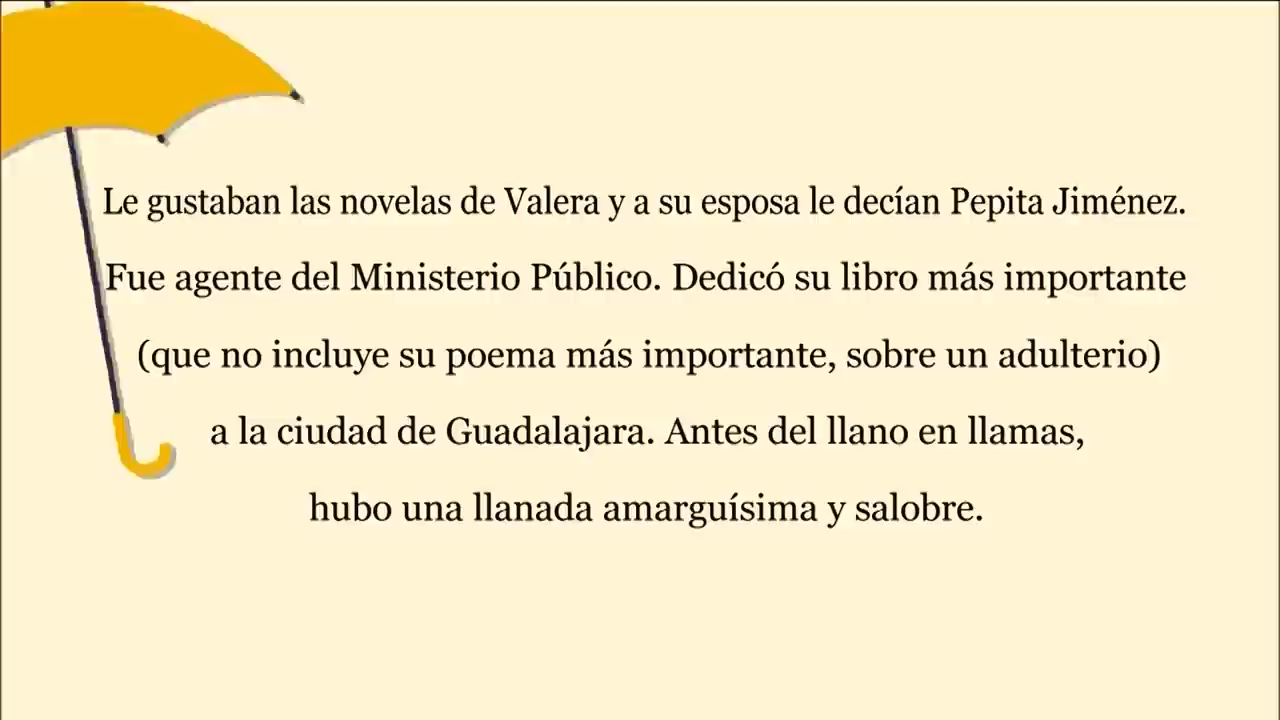 Le gustaban las novelas de Valera y a su esposa le decían Pepita Jiménez.
Fue agente del Ministerio Público. Dedicó su libro más importante
(que no incluye su poema más importante, sobre un adulterio)
a la ciudad de Guadalajara. Antes del llano en llamas,
hubo una llanada amarguísima y salobre.